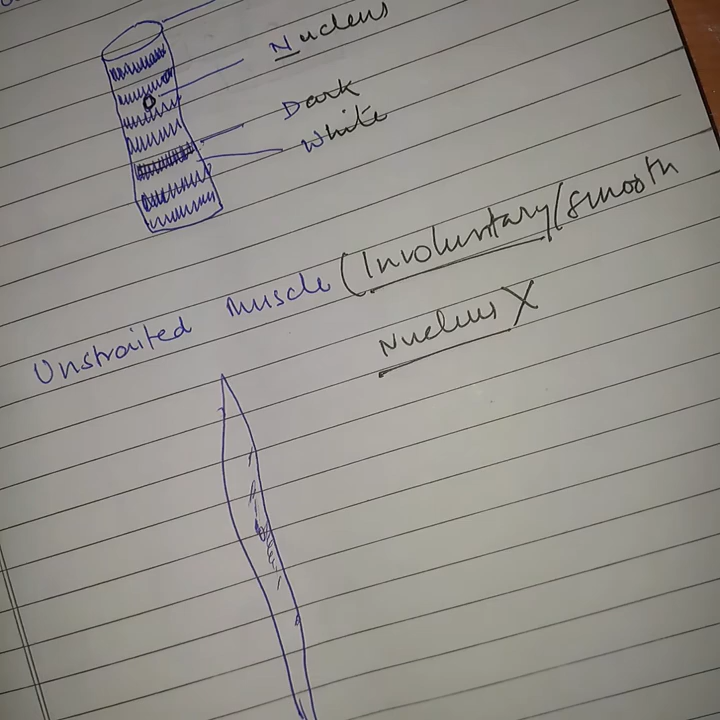 Nucleus
Dark
White
Unstraited muscle (Involuntary/smooth
Nucleus X